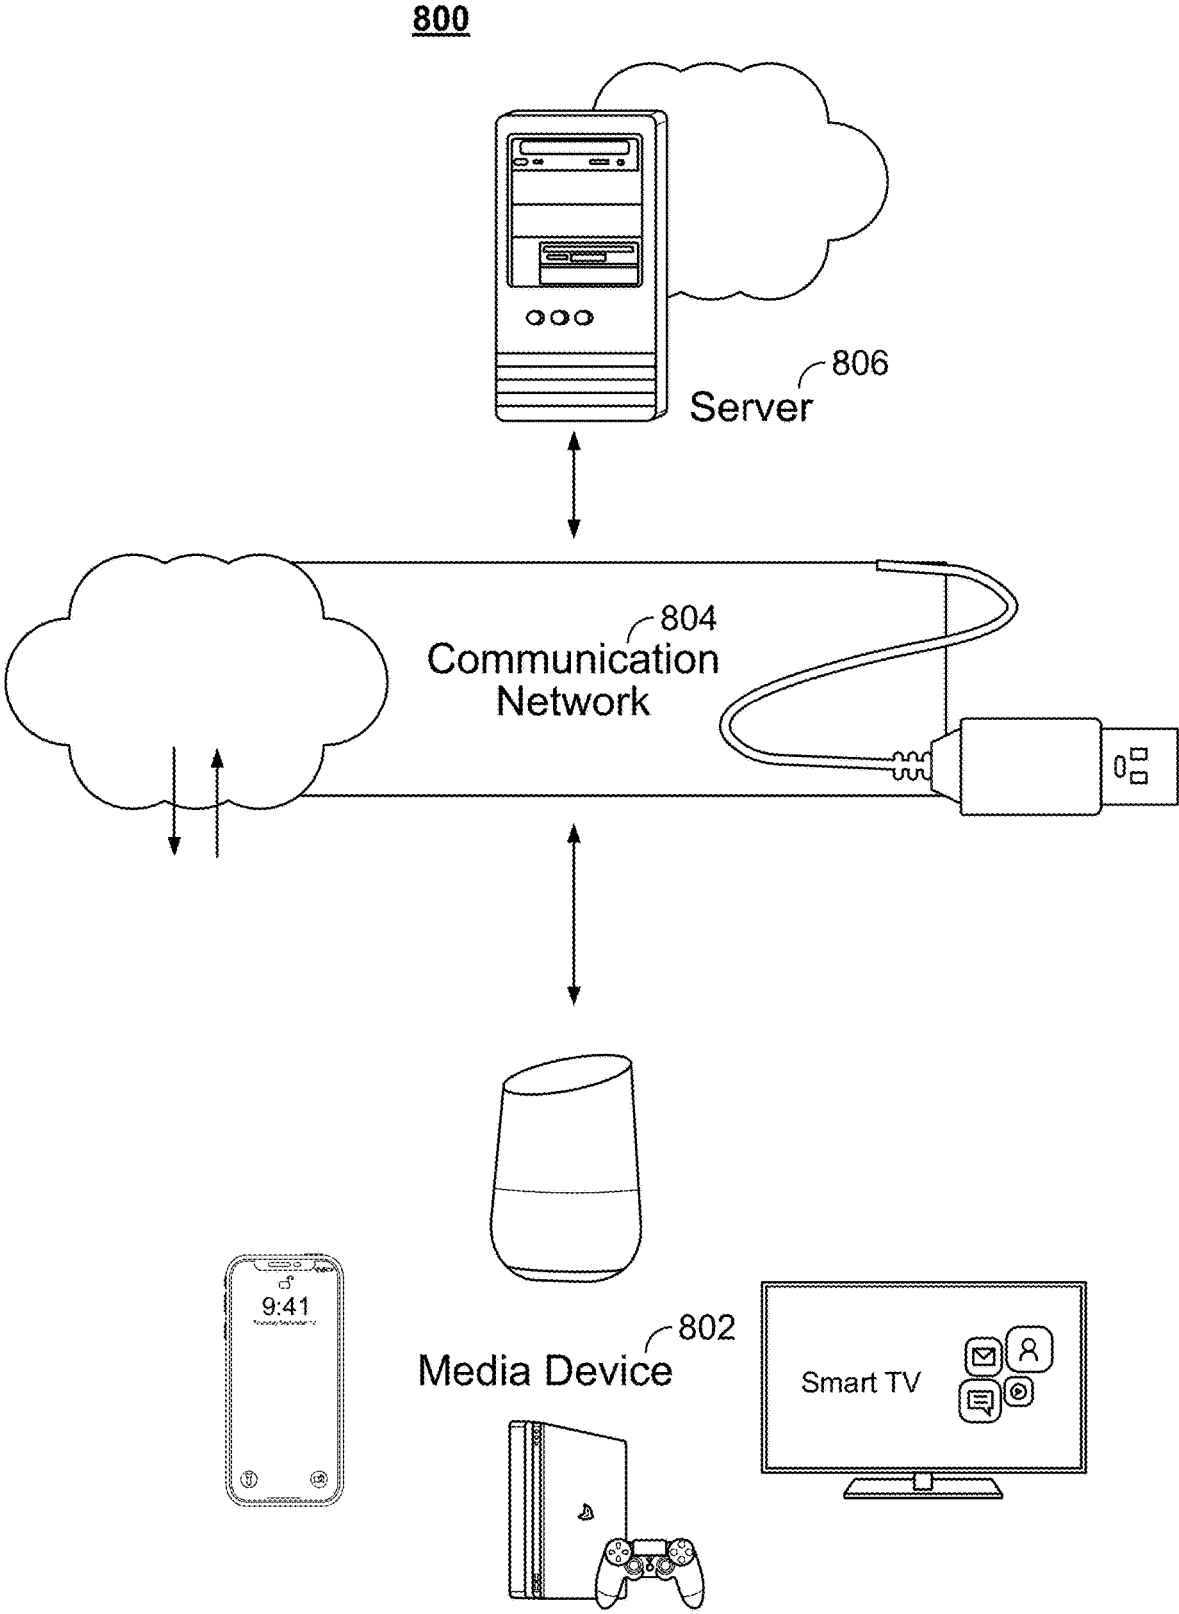 800
806
Server
804
Communication
Network
9:41
802
Media Device
Smart TV